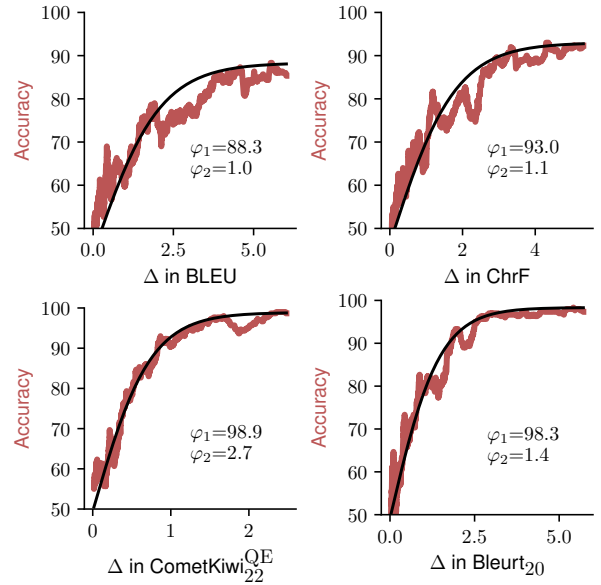 100
90
80
70
60
50
Accuracy
φ1=88.3
φ2=1.0
0.0 2.5 5.0
Δ in BLEU
100
90
80
70
60
50
Accuracy
φ1=93.0
φ2=1.1
0 2 4
Δ in ChrF
100
90
80
70
60
50
Accuracy
φ1=98.9
φ2=2.7
0 1 2
Δ in CometKiwi22QE
100
90
80
70
60
50
Accuracy
φ1=98.3
φ2=1.4
0.0 2.5 5.0
Δ in Bleurt20